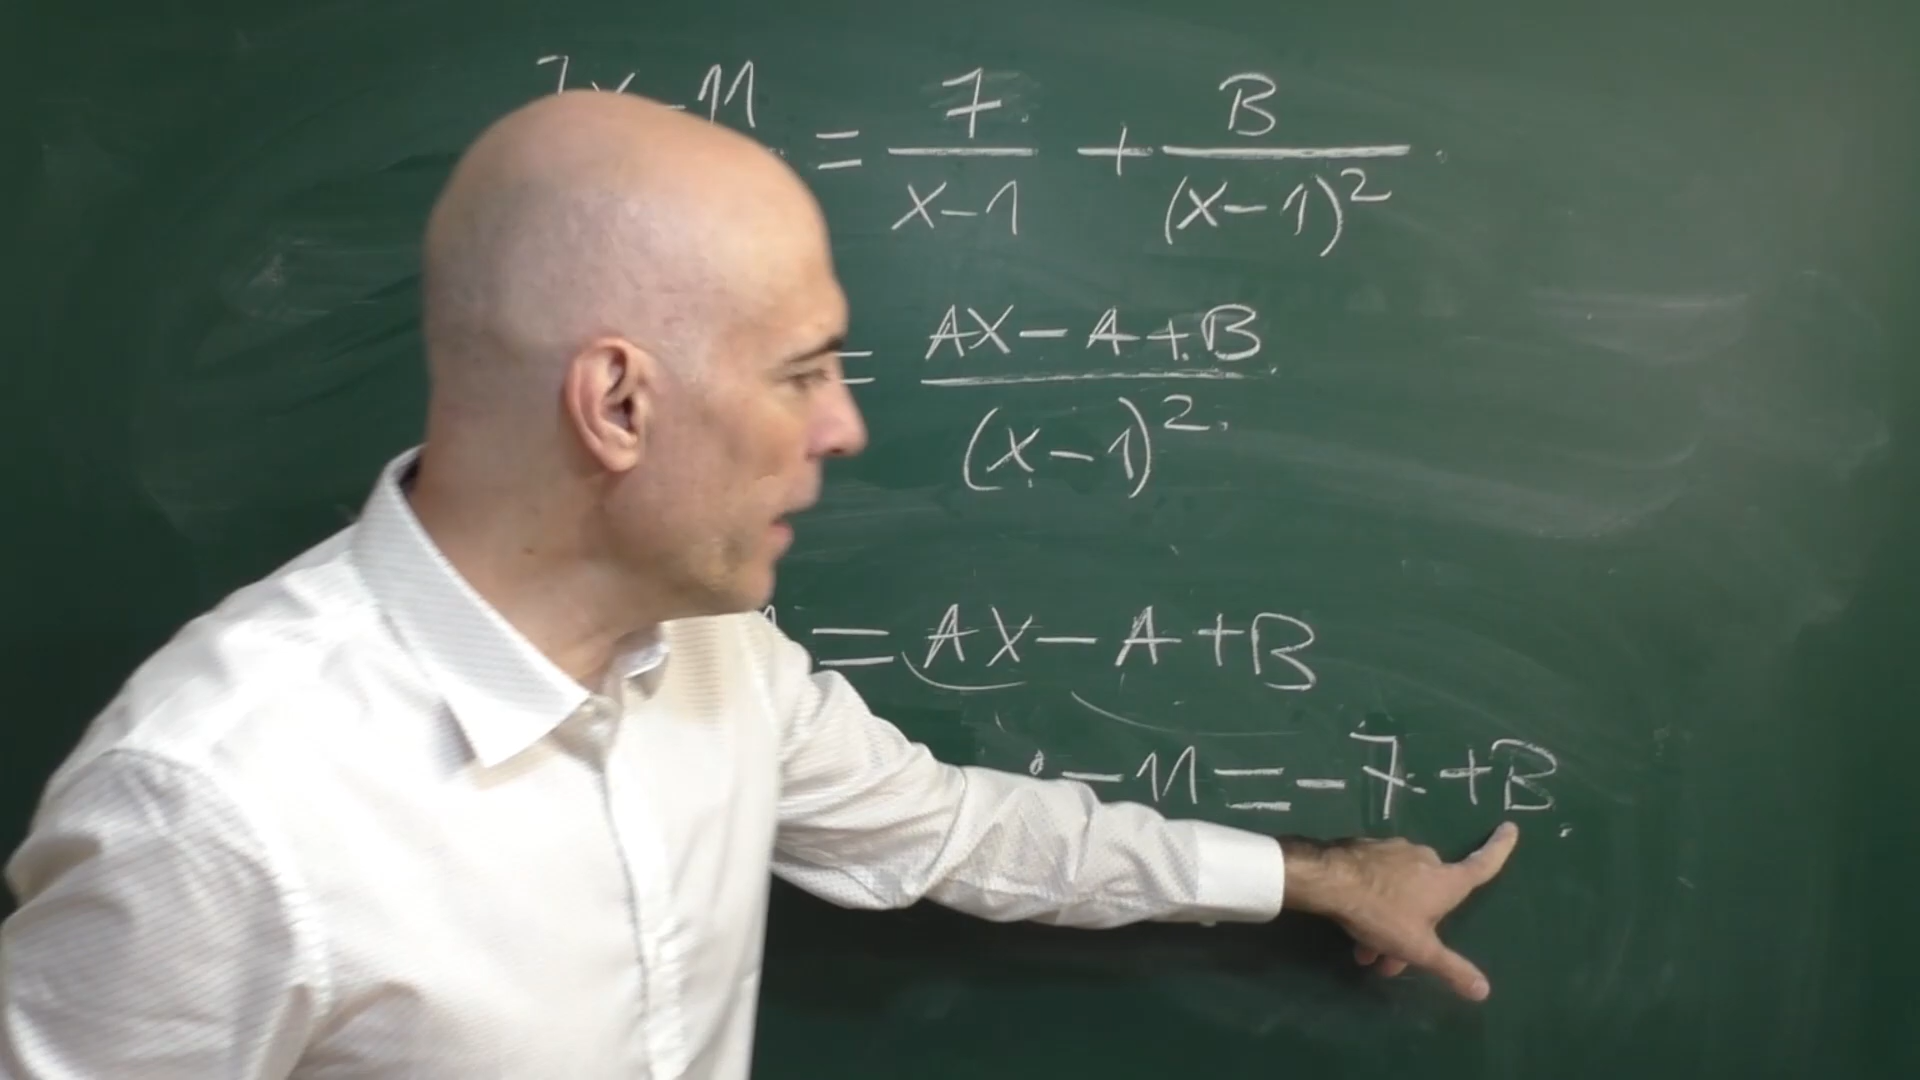 7x-11 = 7 + B
x-1 (x-1)²
= Ax-A+B
(x-1)²
= Ax-A+B
-11=-7+B